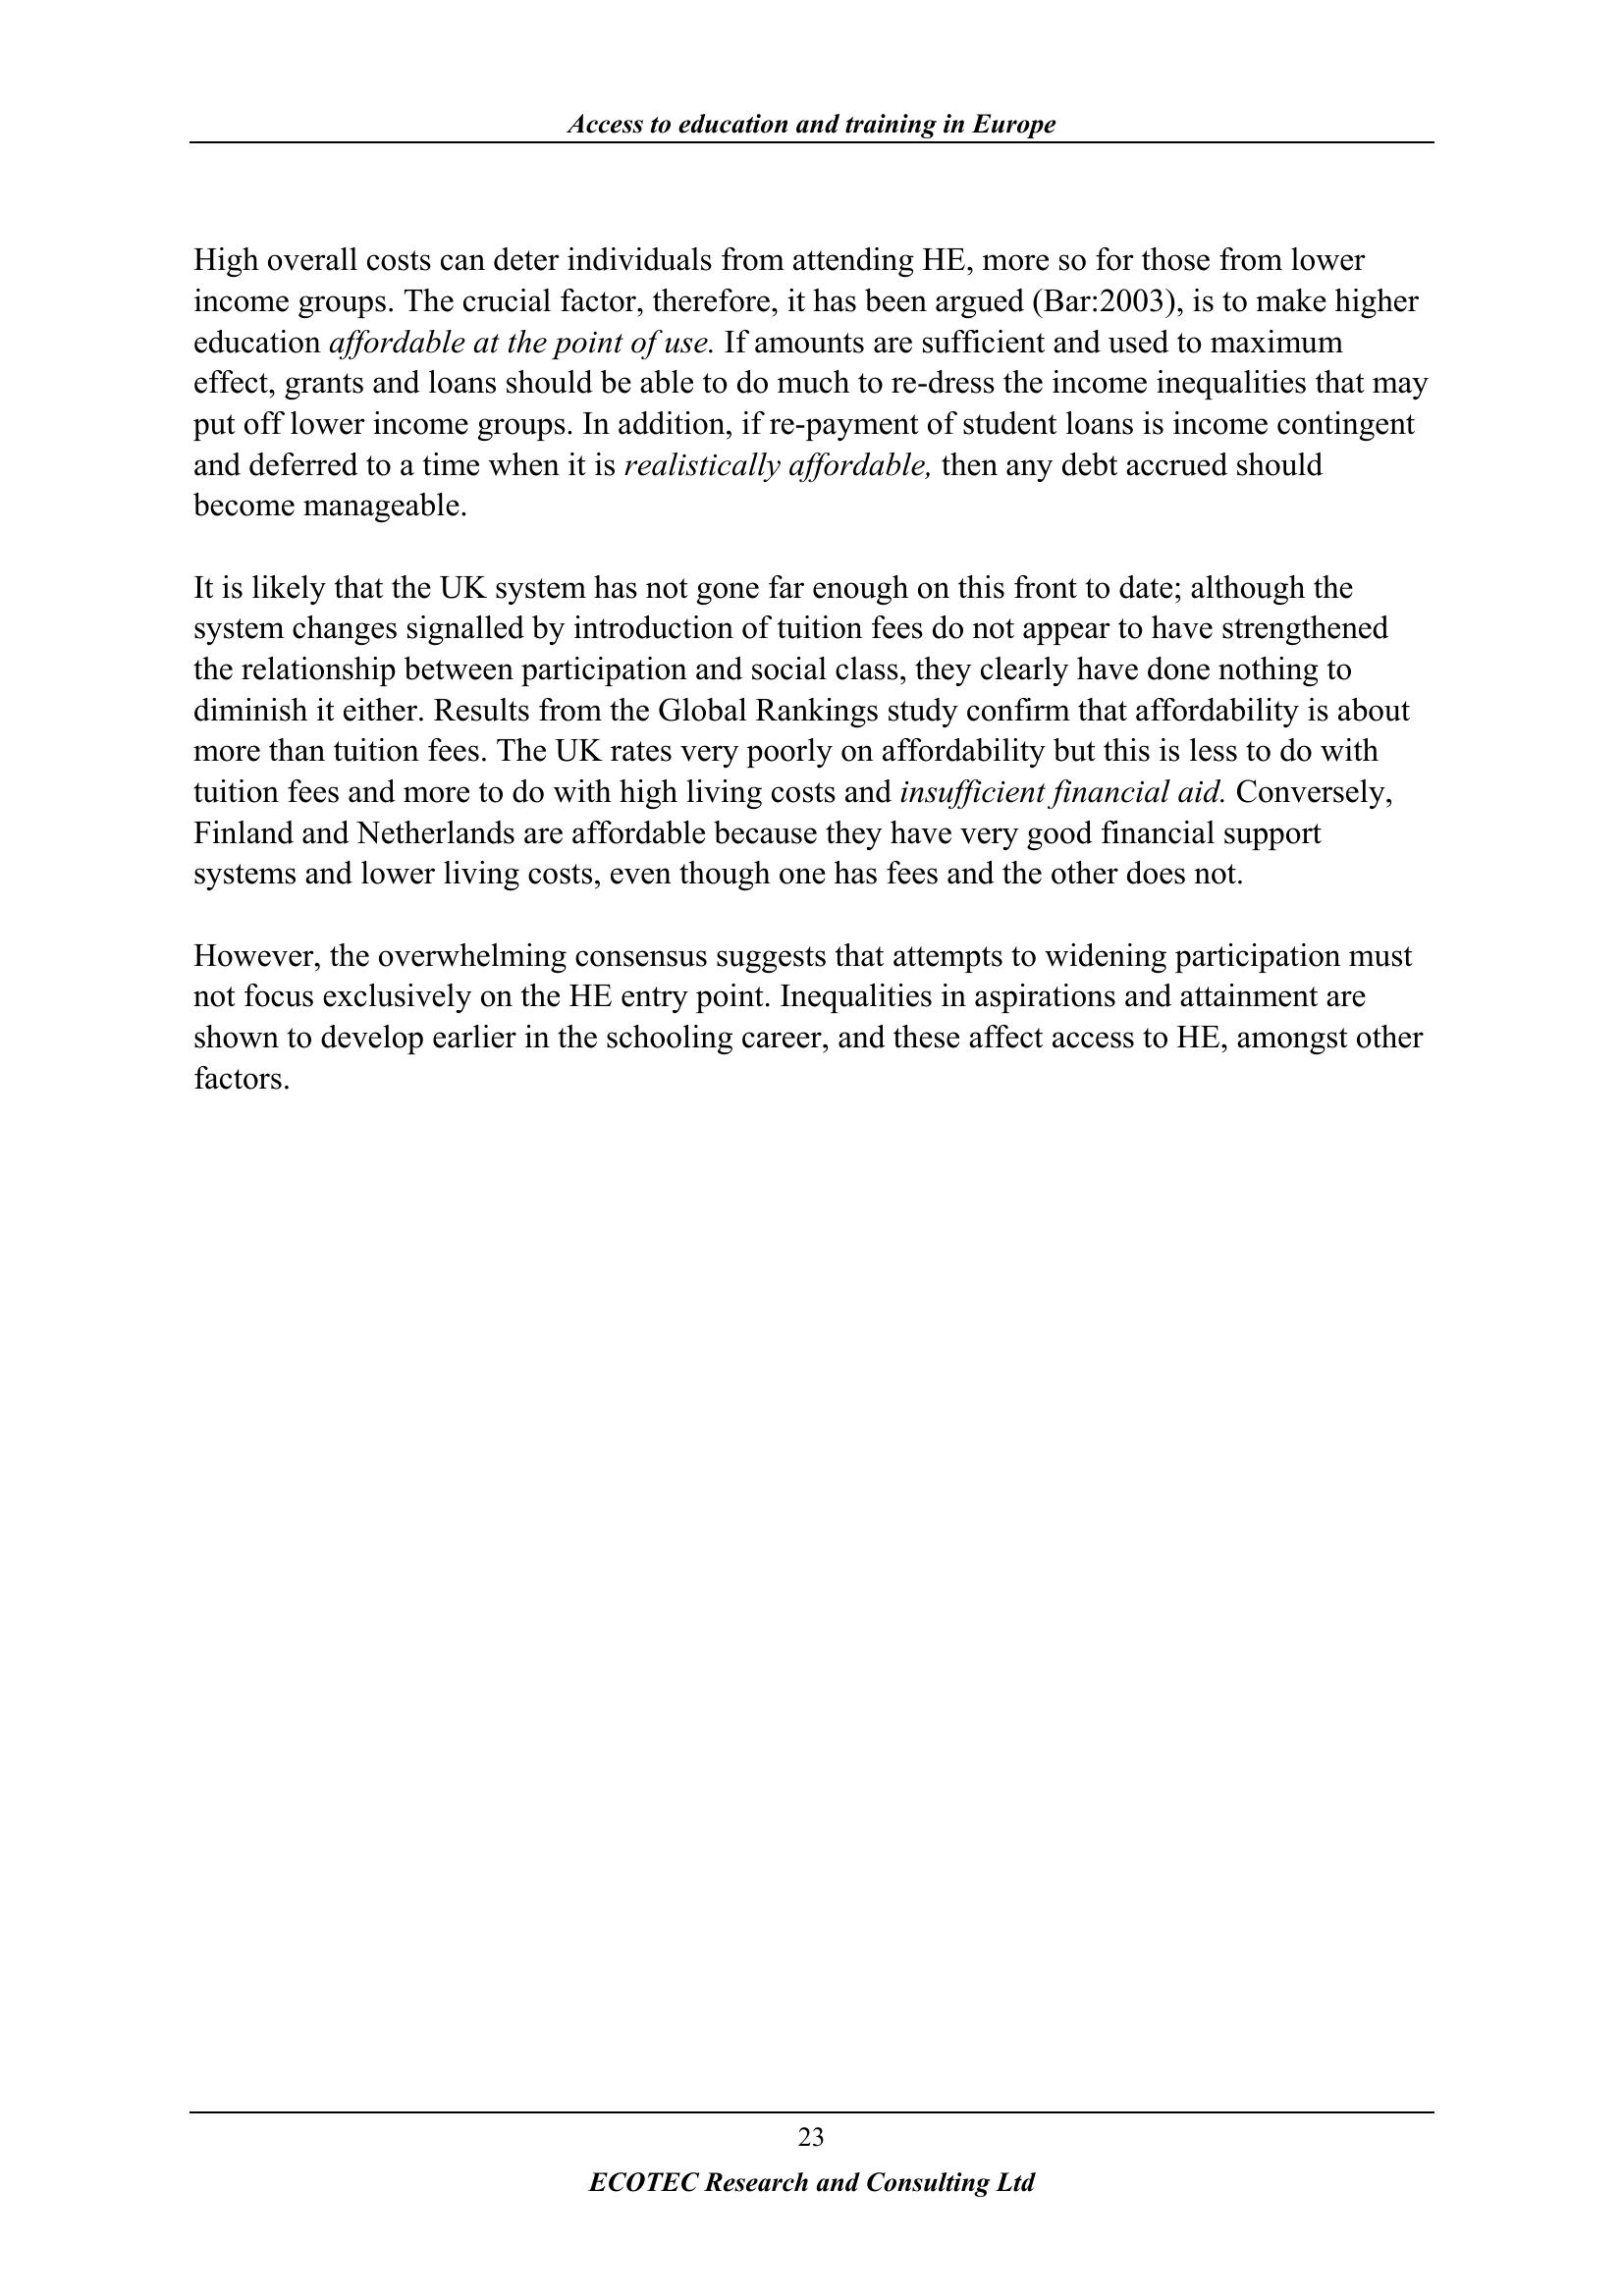 Access to education and training in Europe
High overall costs can deter individuals from attending HE, more so for those from lower
income groups. The crucial factor, therefore, it has been argued (Bar:2003), is to make higher
education affordable at the point of use. If amounts are sufficient and used to maximum
effect, grants and loans should be able to do much to re-dress the income inequalities that may
put off lower income groups. In addition, if re-payment of student loans is income contingent
and deferred to a time when it is realistically affordable, then any debt accrued should
become manageable.
It is likely that the UK system has not gone far enough on this front to date; although the
system changes signalled by introduction of tuition fees do not appear to have strengthened
the relationship between participation and social class, they clearly have done nothing to
diminish it either. Results from the Global Rankings study confirm that affordability is about
more than tuition fees. The UK rates very poorly on affordability but this is less to do with
tuition fees and more to do with high living costs and insufficient financial aid. Conversely,
Finland and Netherlands are affordable because they have very good financial support
systems and lower living costs, even though one has fees and the other does not.
However, the overwhelming consensus suggests that attempts to widening participation must
not focus exclusively on the HE entry point. Inequalities in aspirations and attainment are
shown to develop earlier in the schooling career, and these affect access to HE, amongst other
factors.
23
ECOTEC Research and Consulting Ltd